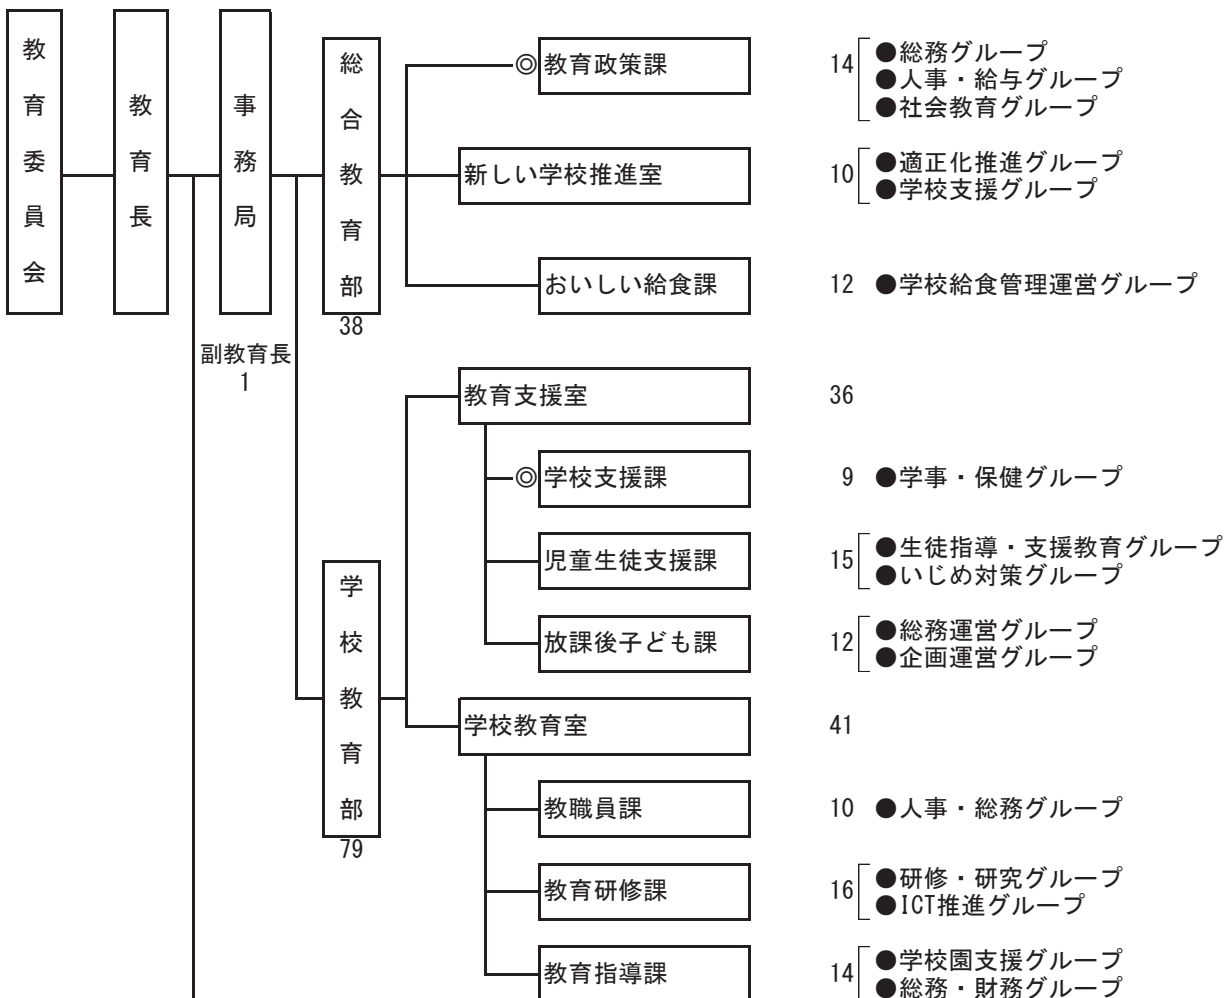 教育委員会
教育長
事務局
副教育長
1
総合教育部
38
◎教育政策課 14 ●総務グループ
●人事・給与グループ
●社会教育グループ
新しい学校推進室 10 ●適正化推進グループ
●学校支援グループ
おいしい給食課 12 ●学校給食管理運営グループ
学校教育部
79
教育支援室 36
◎学校支援課 9 ●学事・保健グループ
児童生徒支援課 15 ●生徒指導・支援教育グループ
●いじめ対策グループ
放課後子ども課 12 ●総務運営グループ
●企画運営グループ
学校教育室 41
教職員課 10 ●人事・総務グループ
教育研修課 16 ●研修・研究グループ
●ICT推進グループ
教育指導課 14 ●学校園支援グループ
●総務・財務グループ